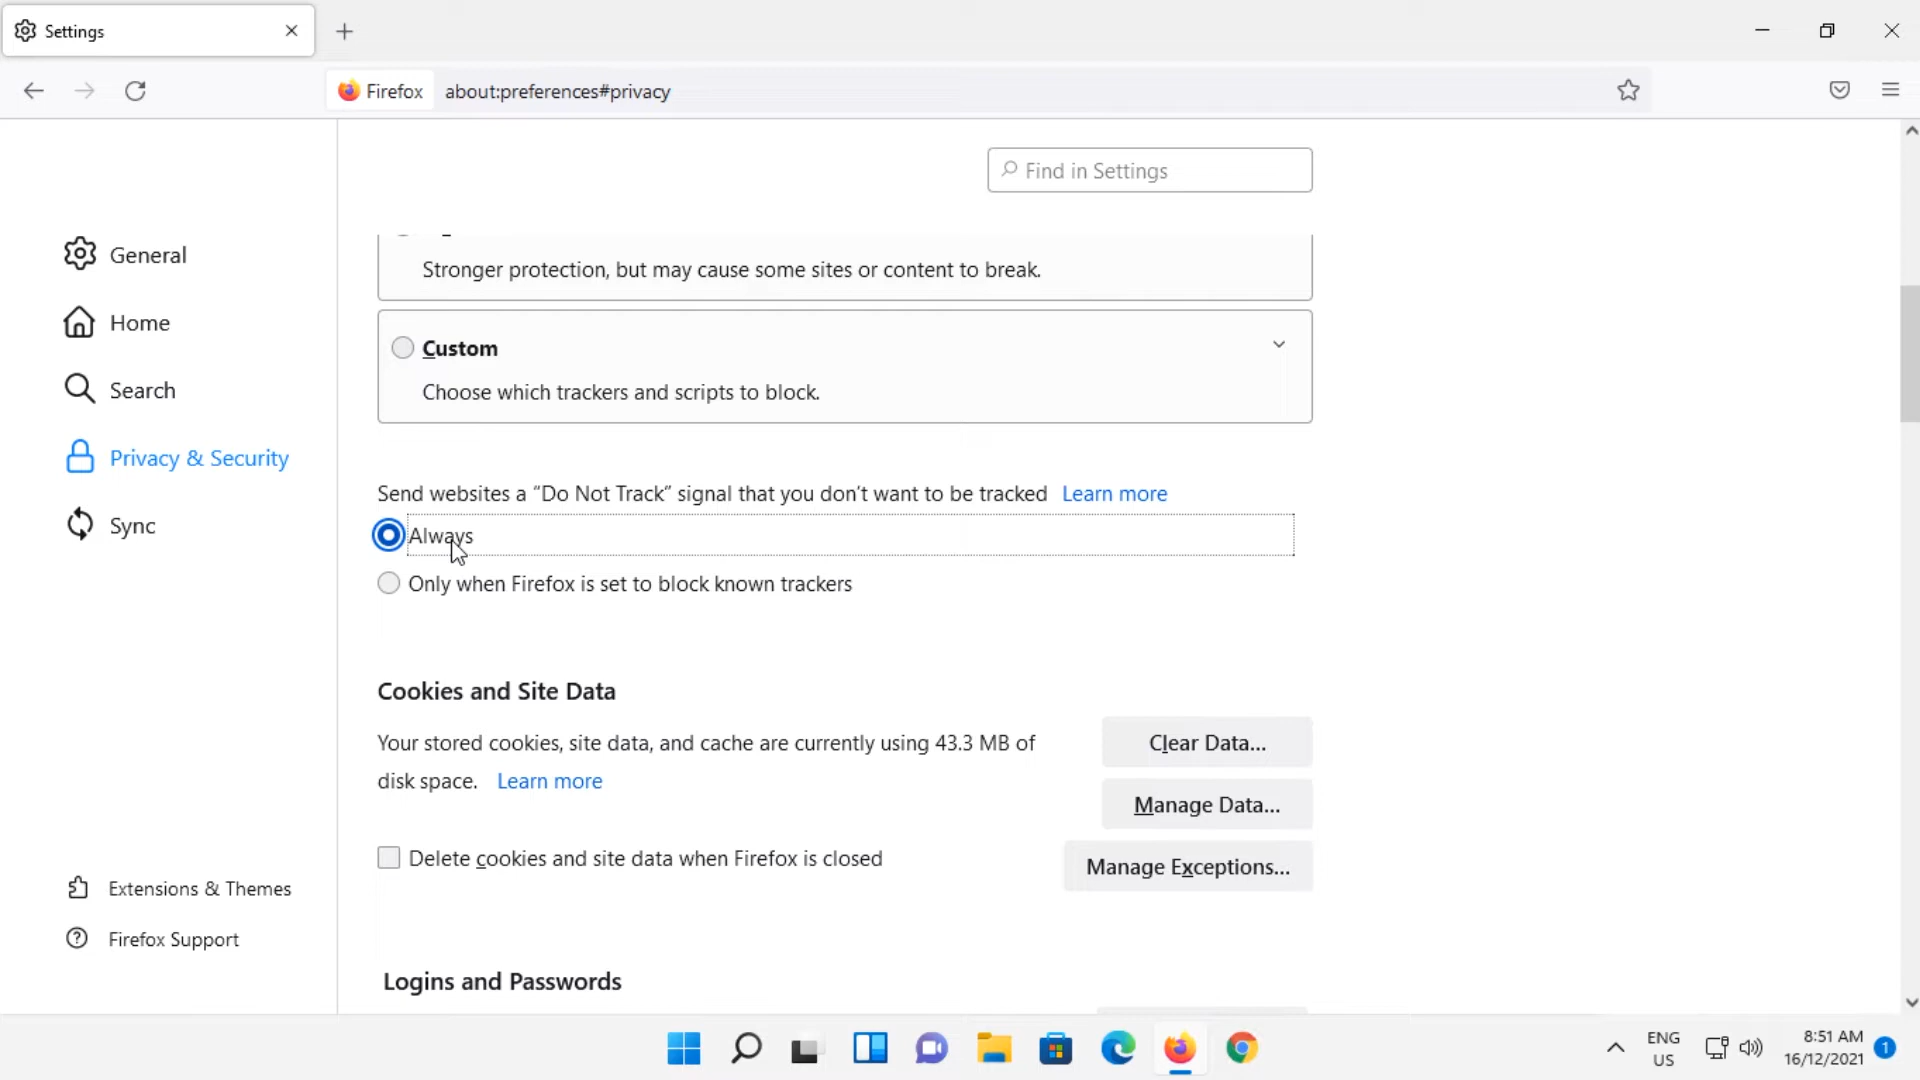 Settings
Firefox about:preferences#privacy
Find in Settings
General
Home
Search
Privacy & Security
Sync
Extensions & Themes
Firefox Support
Stronger protection, but may cause some sites or content to break.
Custom
Choose which trackers and scripts to block.
Send websites a “Do Not Track” signal that you don’t want to be tracked Learn more
Always
Only when Firefox is set to block known trackers
Cookies and Site Data
Your stored cookies, site data, and cache are currently using 43.3 MB of
disk space. Learn more
Clear Data...
Manage Data...
Delete cookies and site data when Firefox is closed
Manage Exceptions...
Logins and Passwords
ENG
US
8:51 AM
16/12/2021
1